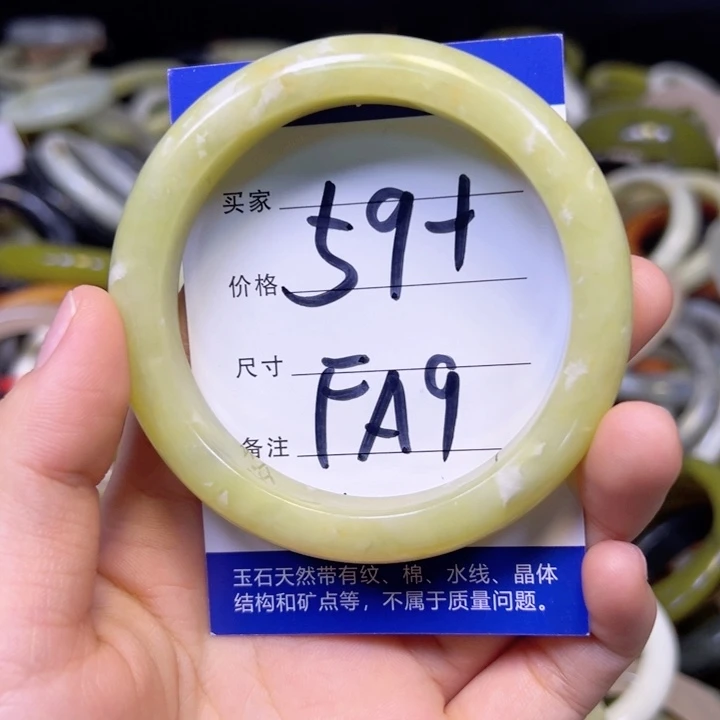 买家
59+
价格
尺寸
FA9
备注
玉石天然带有纹、棉、水线、晶体
结构和矿点等，不属于质量问题。